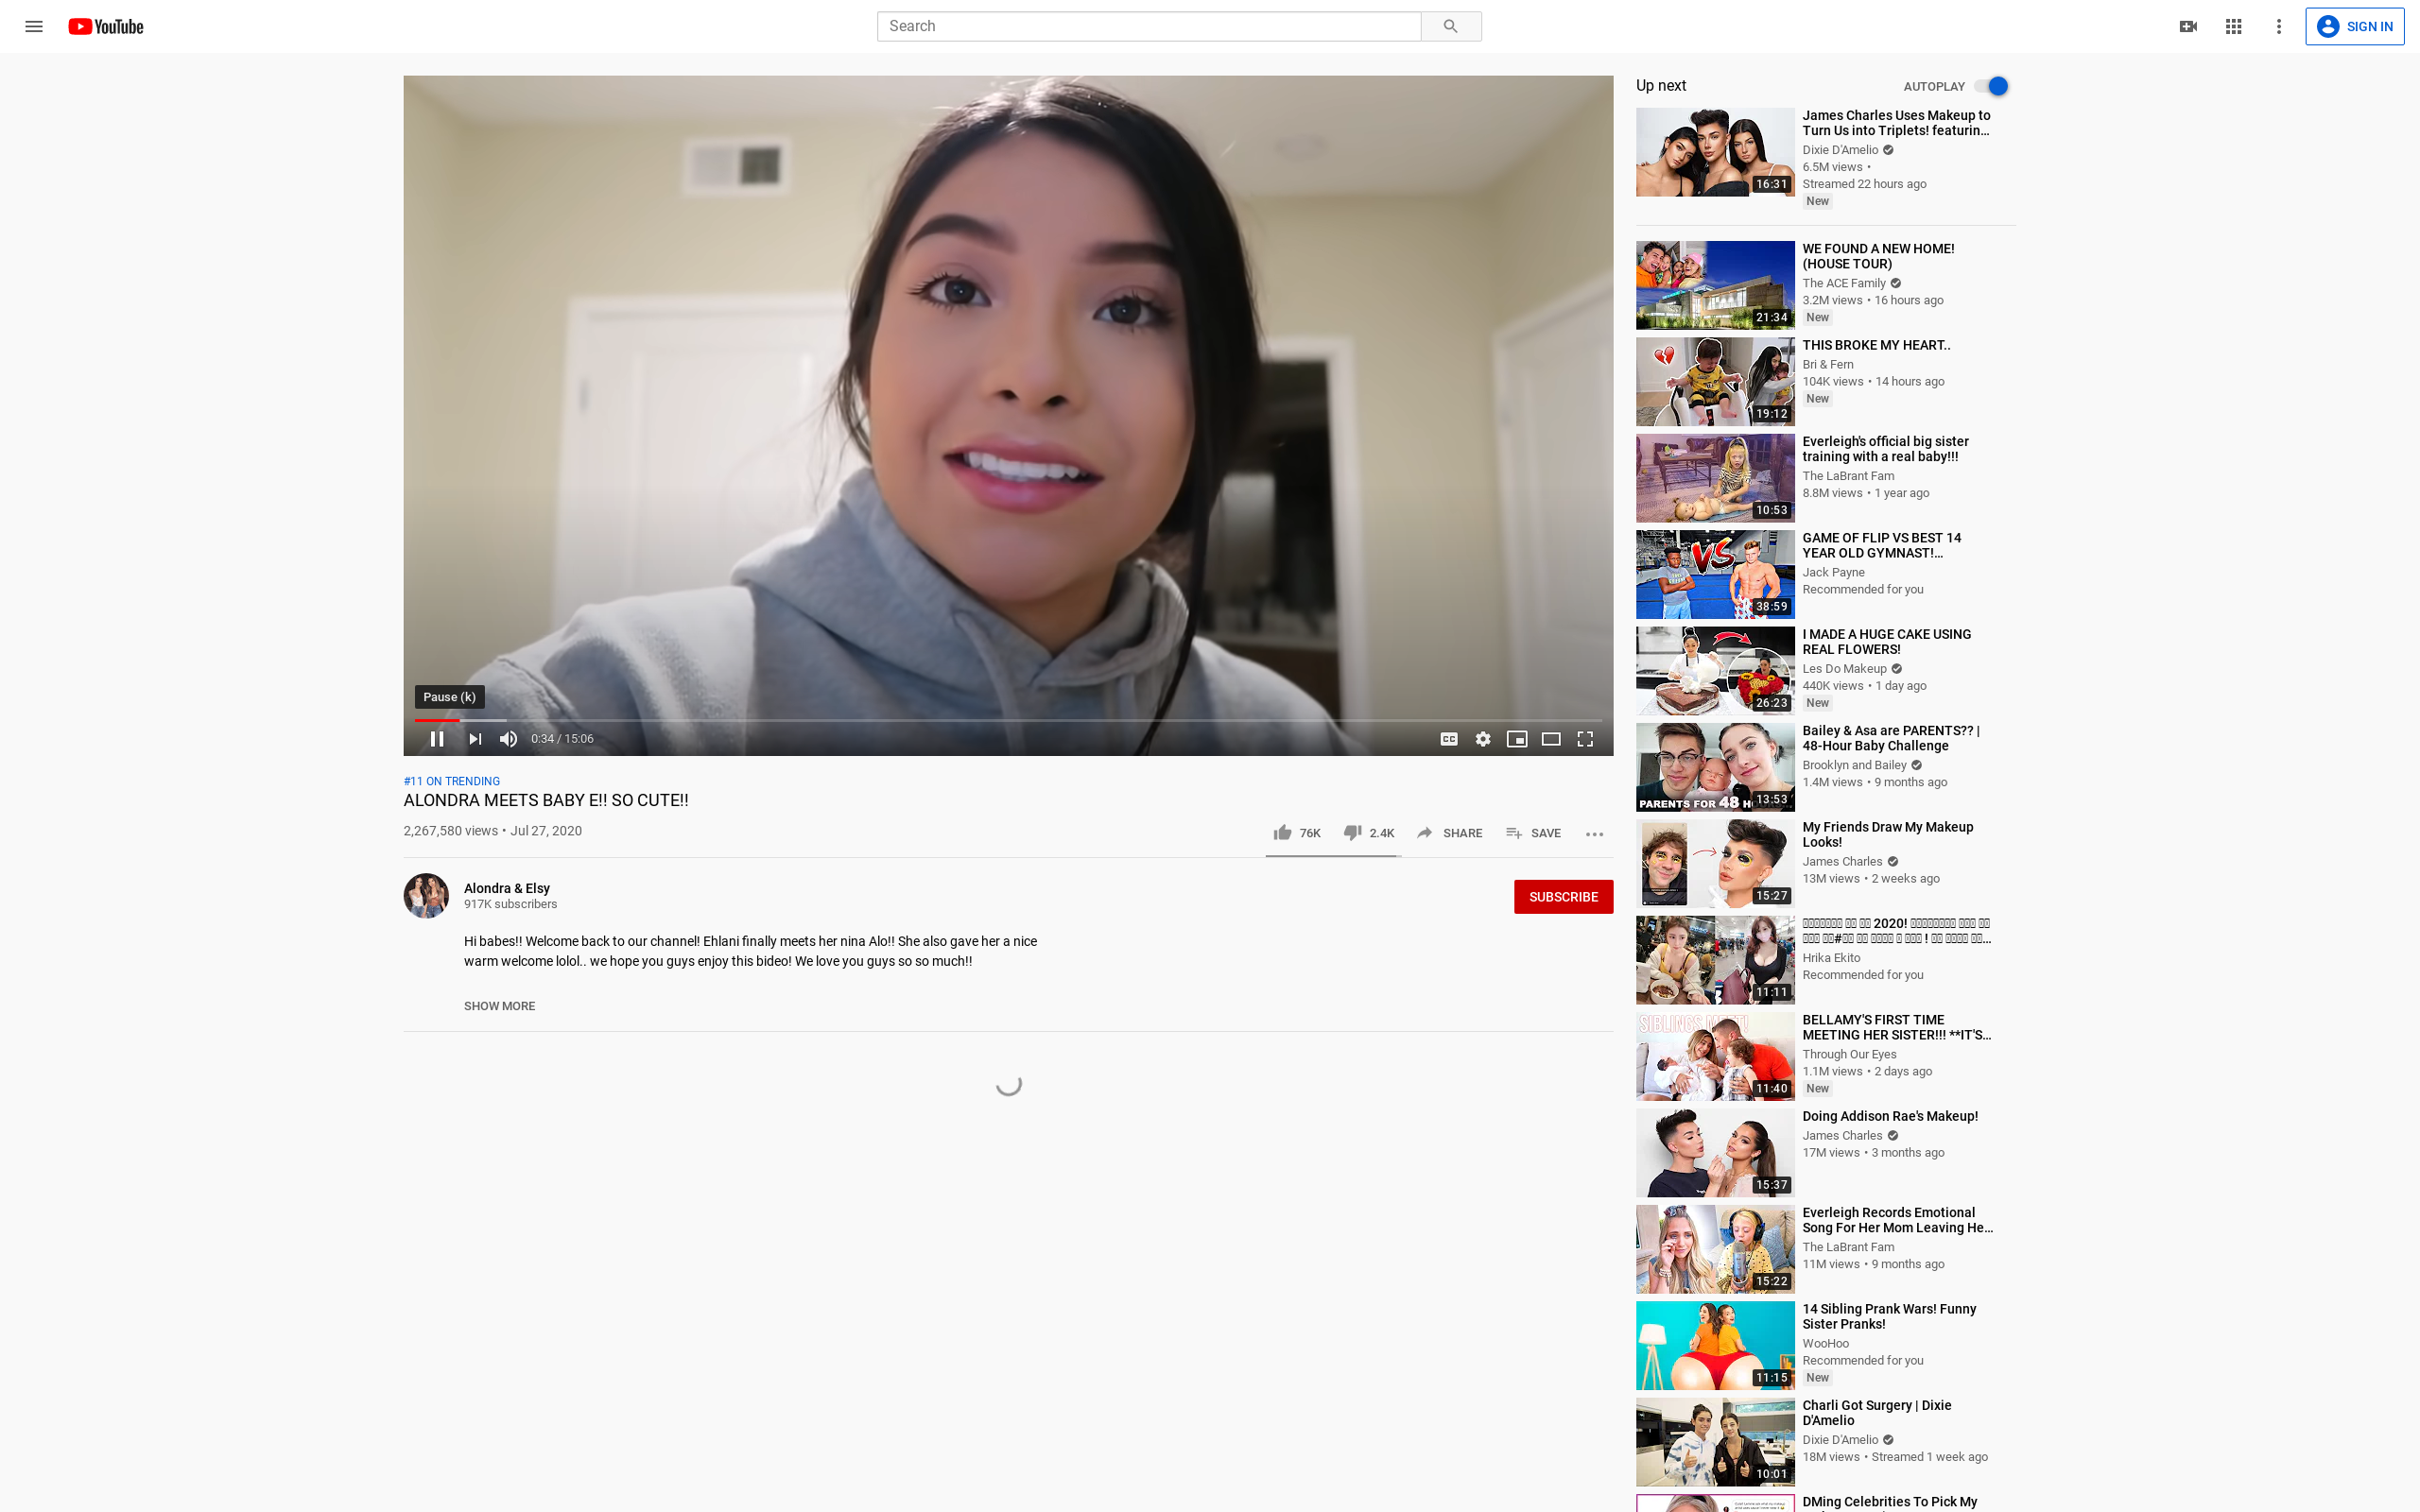 YouTube
Search
SIGN IN
Pause (k)
0:34 / 15:06
#11 ON TRENDING
ALONDRA MEETS BABY E!! SO CUTE!!
2,267,580 views • Jul 27, 2020
76K
2.4K
SHARE
SAVE
Alondra & Elsy
917K subscribers
SUBSCRIBE
Hi babes!! Welcome back to our channel! Ehlani finally meets her nina Alo!! She also gave her a nice
warm welcome lolol.. we hope you guys enjoy this bideo! We love you guys so so much!!
SHOW MORE
Up next
AUTOPLAY
16:31
James Charles Uses Makeup to
Turn Us into Triplets! featurin…
Dixie D'Amelio
6.5M views •
Streamed 22 hours ago
New
21:34
WE FOUND A NEW HOME!
(HOUSE TOUR)
The ACE Family
3.2M views • 16 hours ago
New
19:12
THIS BROKE MY HEART..
Bri & Fern
104K views • 14 hours ago
New
10:53
Everleigh's official big sister
training with a real baby!!!
The LaBrant Fam
8.8M views • 1 year ago
VS
38:59
GAME OF FLIP VS BEST 14
YEAR OLD GYMNAST!…
Jack Payne
Recommended for you
26:23
I MADE A HUGE CAKE USING
REAL FLOWERS!
Les Do Makeup
440K views • 1 day ago
New
PARENTS FOR 48
13:53
Bailey & Asa are PARENTS?? |
48-Hour Baby Challenge
Brooklyn and Bailey
1.4M views • 9 months ago
15:27
My Friends Draw My Makeup
Looks!
James Charles
13M views • 2 weeks ago
11:11
2020!
Hrika Ekito
Recommended for you
SIBLINGS MEET!
11:40
BELLAMY'S FIRST TIME
MEETING HER SISTER!!! **IT'S…
Through Our Eyes
1.1M views • 2 days ago
New
15:37
Doing Addison Rae's Makeup!
James Charles
17M views • 3 months ago
15:22
Everleigh Records Emotional
Song For Her Mom Leaving He…
The LaBrant Fam
11M views • 9 months ago
11:15
14 Sibling Prank Wars! Funny
Sister Pranks!
WooHoo
Recommended for you
New
10:01
Charli Got Surgery | Dixie
D'Amelio
Dixie D'Amelio
18M views • Streamed 1 week ago
DMing Celebrities To Pick My